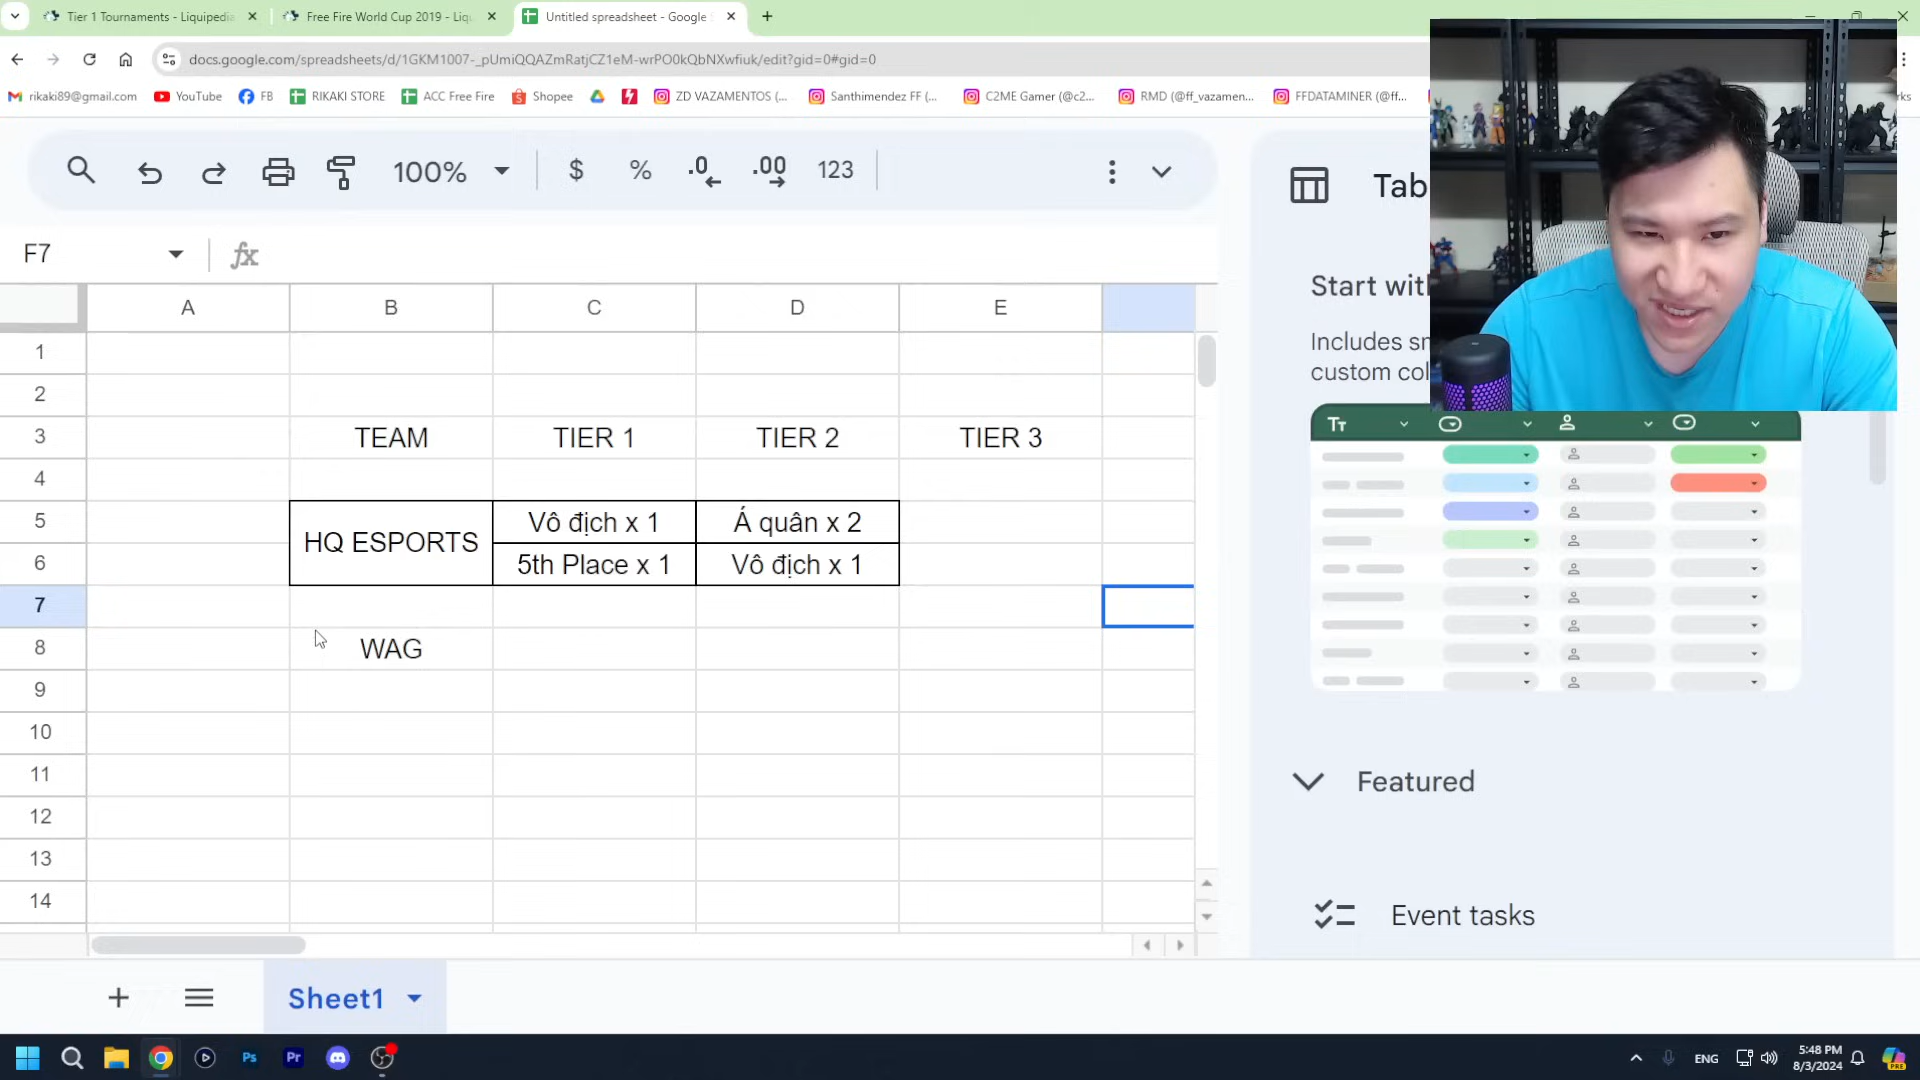 Tier 1 Tournaments - Liquipedia
Free Fire World Cup 2019 - Liq
Untitled spreadsheet - Google
docs.google.com/spreadsheets/d/1GKM1007-_pUmiQQAZmRatjCZ1eM-wrPO0kQbNXwfiuk/edit?gid=0#gid=0
rikaki89@gmail.com YouTube FB RIKAKI STORE ACC Free Fire Shopee ZD VAZAMENTOS (... Santhimendez FF (... C2ME Gamer (@c2... RMD (@ff_vazamen... FFDATAMINER (@ff...
100% $ % .0 .00 123
F7 fx
A B C D E
1
2
3 TEAM TIER 1 TIER 2 TIER 3
4
5 Vô địch x 1 Á quân x 2
HQ ESPORTS
6 5th Place x 1 Vô địch x 1
7
8 WAG
9
10
11
12
13
14
Sheet1
Tab
Start wit
Includes sr
custom col
Tт
Featured
Event tasks
Ps Pr
ENG
5:48 PM
8/3/2024
PRE